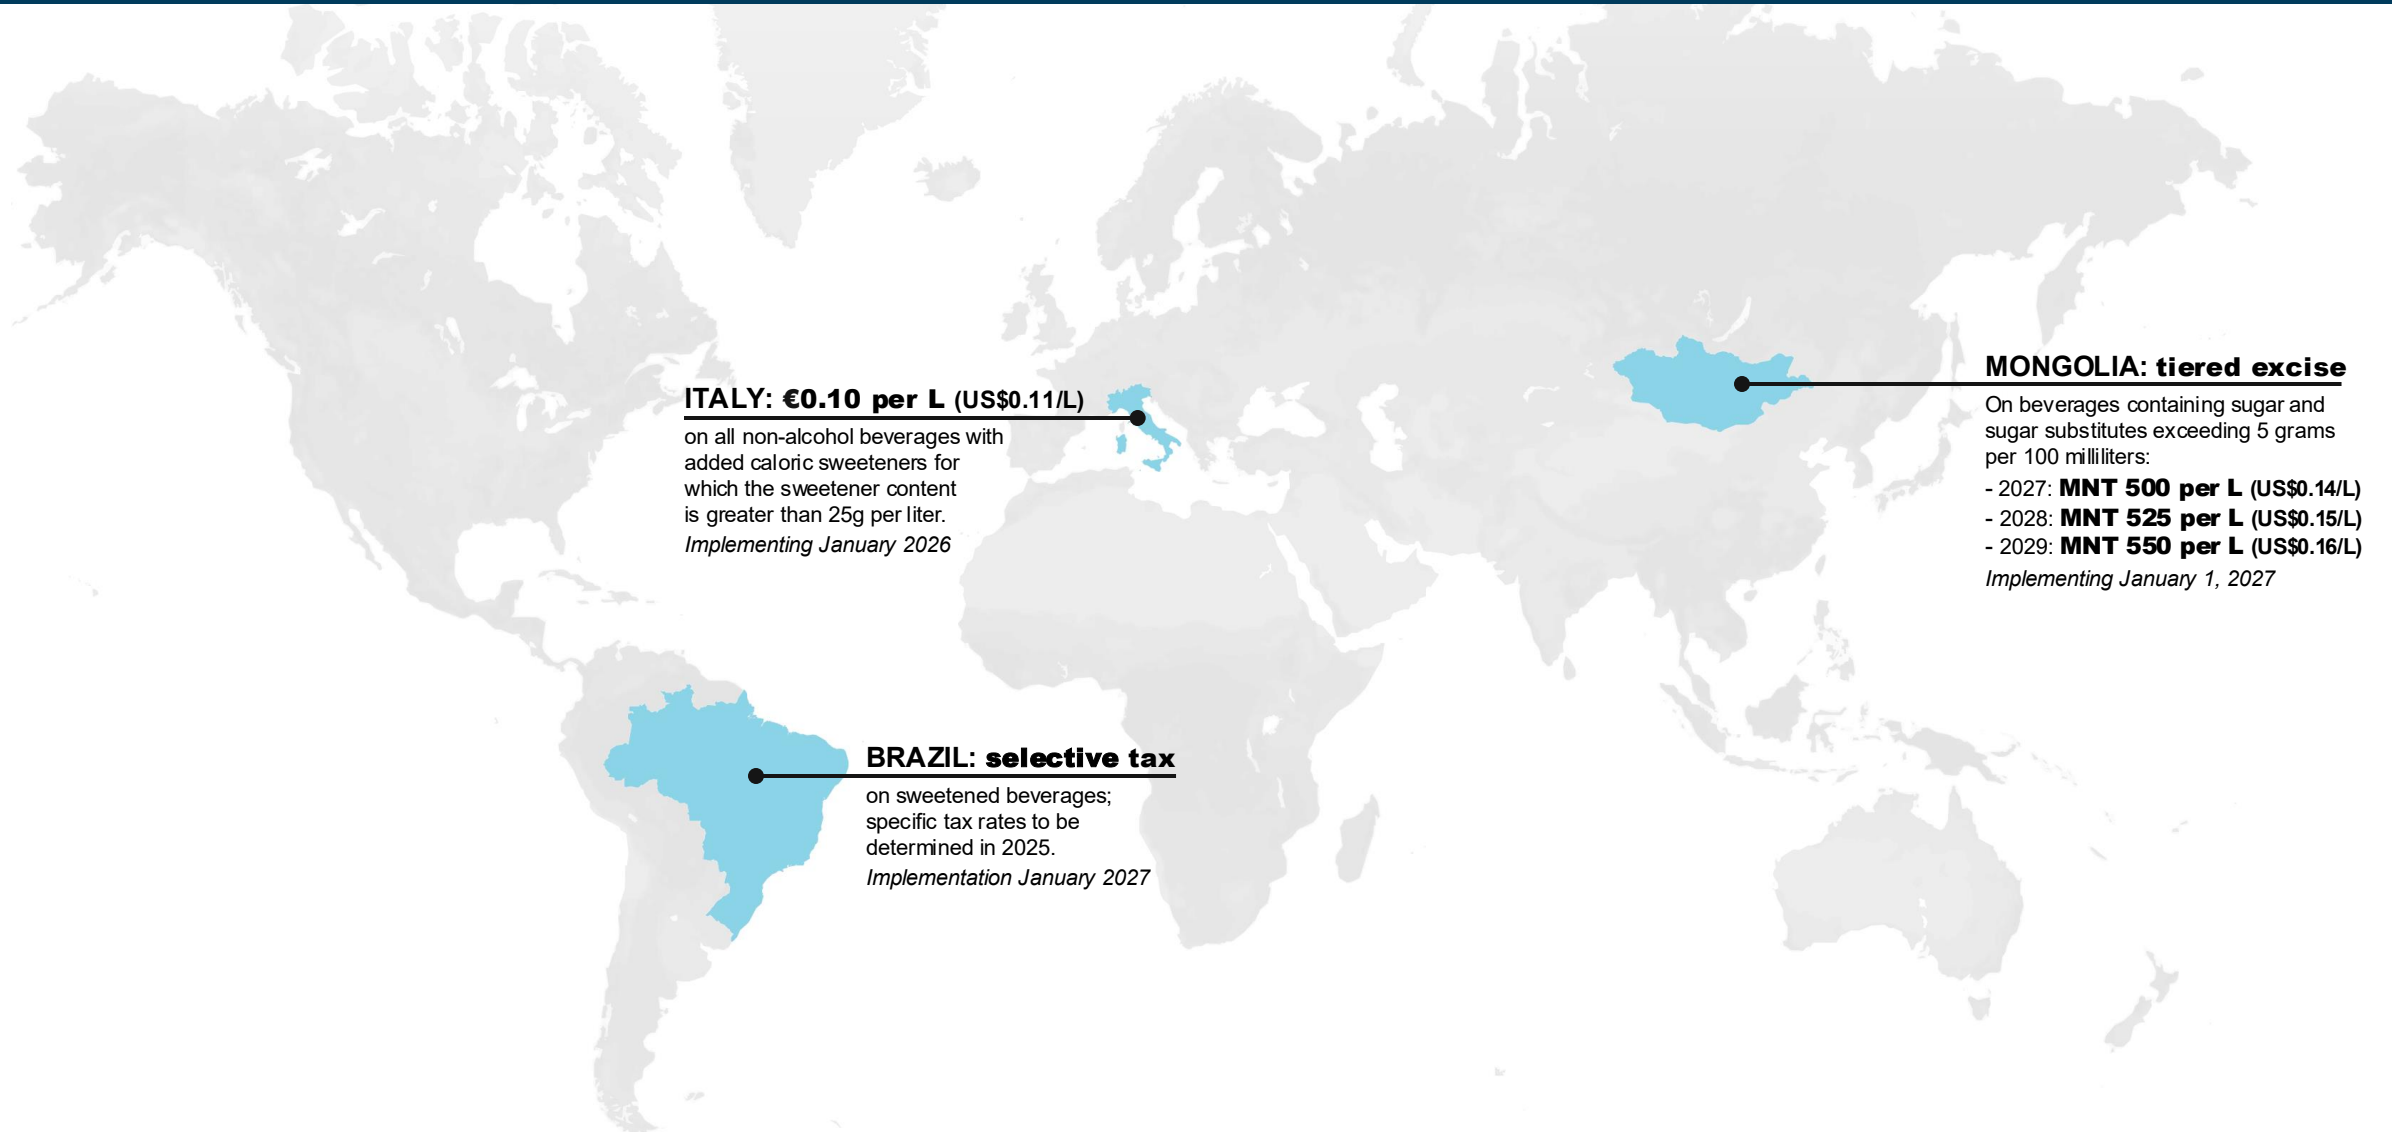 ITALY: €0.10 per L (US$0.11/L)
on all non-alcohol beverages with
added caloric sweeteners for
which the sweetener content
is greater than 25g per liter.
Implementing January 2026
MONGOLIA: tiered excise
On beverages containing sugar and
sugar substitutes exceeding 5 grams
per 100 milliliters:
- 2027: MNT 500 per L (US$0.14/L)
- 2028: MNT 525 per L (US$0.15/L)
- 2029: MNT 550 per L (US$0.16/L)
Implementing January 1, 2027
BRAZIL: selective tax
on sweetened beverages;
specific tax rates to be
determined in 2025.
Implementation January 2027